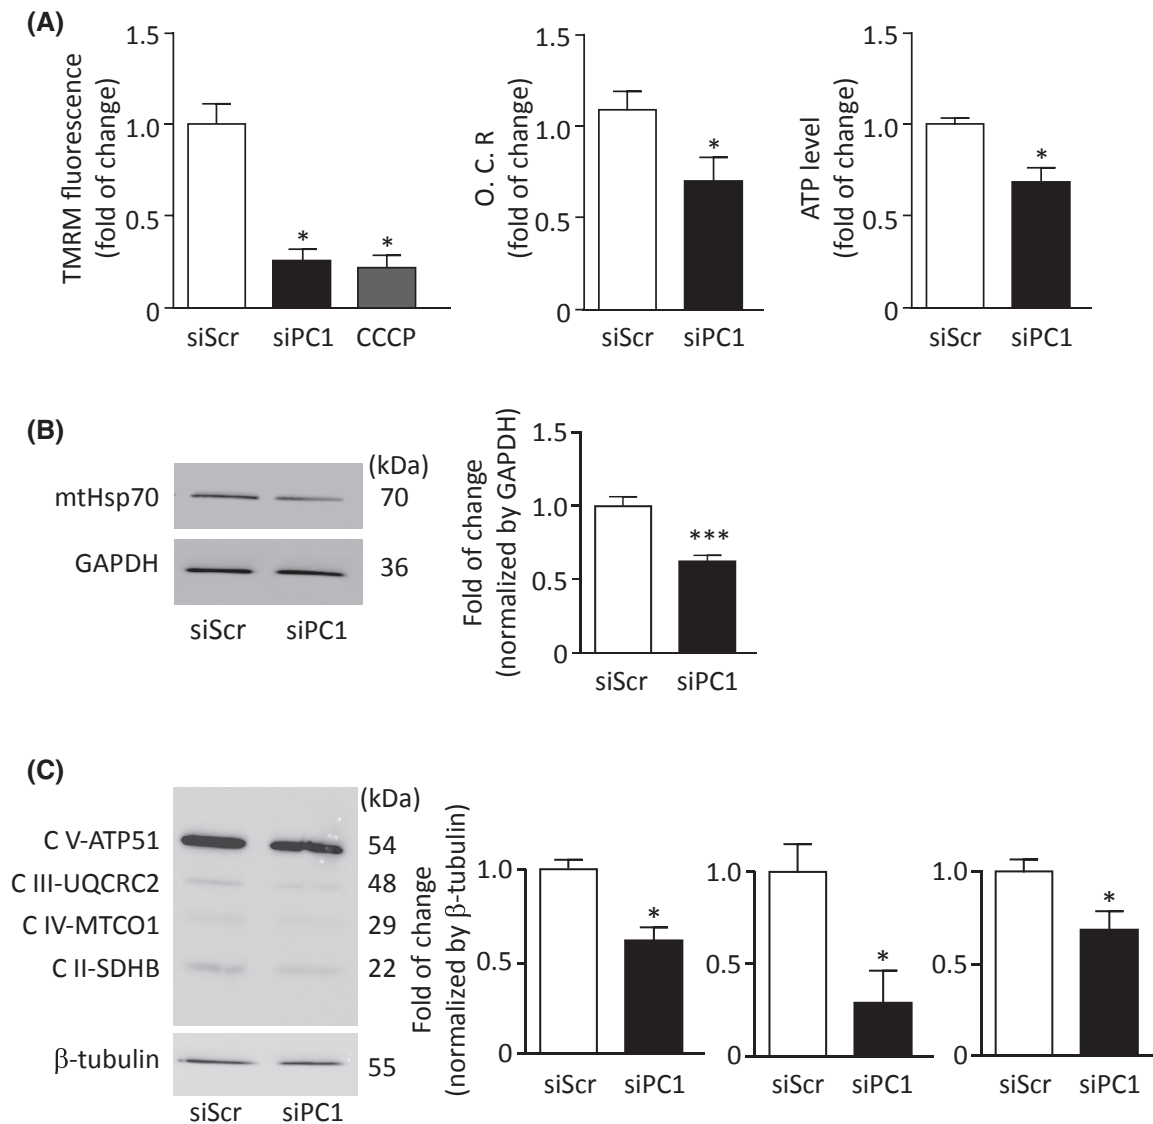 (A)
TMRM fluorescence
(fold of change)
1.5
1.0
0.5
0
*
*
siScr siPC1 CCCP
O. C. R
(fold of change)
1.5
1.0
0.5
0
*
siScr siPC1
ATP level
(fold of change)
1.5
1.0
0.5
0
*
siScr siPC1
(B)
(kDa)
mtHsp70 70
GAPDH 36
siScr siPC1
Fold of change
(normalized by GAPDH)
1.5
1.0
0.5
0
***
siScr siPC1
(C)
(kDa)
C V-ATP51 54
C III-UQCRC2 48
C IV-MTCO1 29
C II-SDHB 22
β-tubulin 55
siScr siPC1
Fold of change
(normalized by β-tubulin)
1.0
0.5
0
*
siScr siPC1
1.0
0.5
0
*
siScr siPC1
1.0
0.5
0
*
siScr siPC1